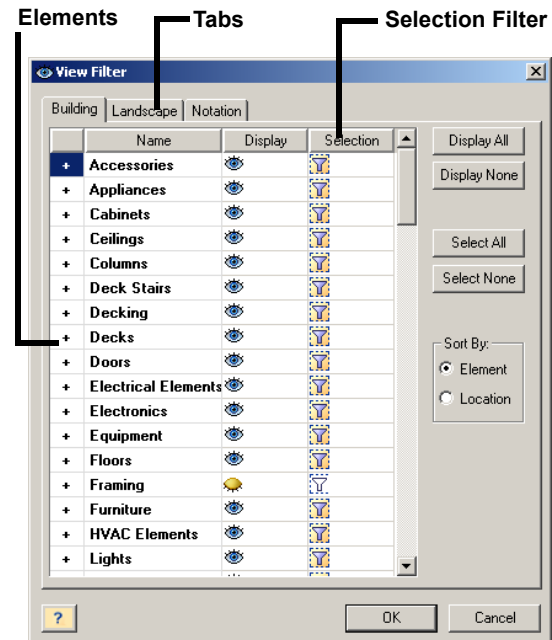 Elements Tabs Selection Filter
View Filter
Building Landscape Notation
Name Display Selection
+ Accessories
+ Appliances
+ Cabinets
+ Ceilings
+ Columns
+ Deck Stairs
+ Decking
+ Decks
+ Doors
+ Electrical Elements
+ Electronics
+ Equipment
+ Floors
+ Framing
+ Furniture
+ HVAC Elements
+ Lights
Display All
Display None
Select All
Select None
Sort By:
Element
Location
? OK Cancel